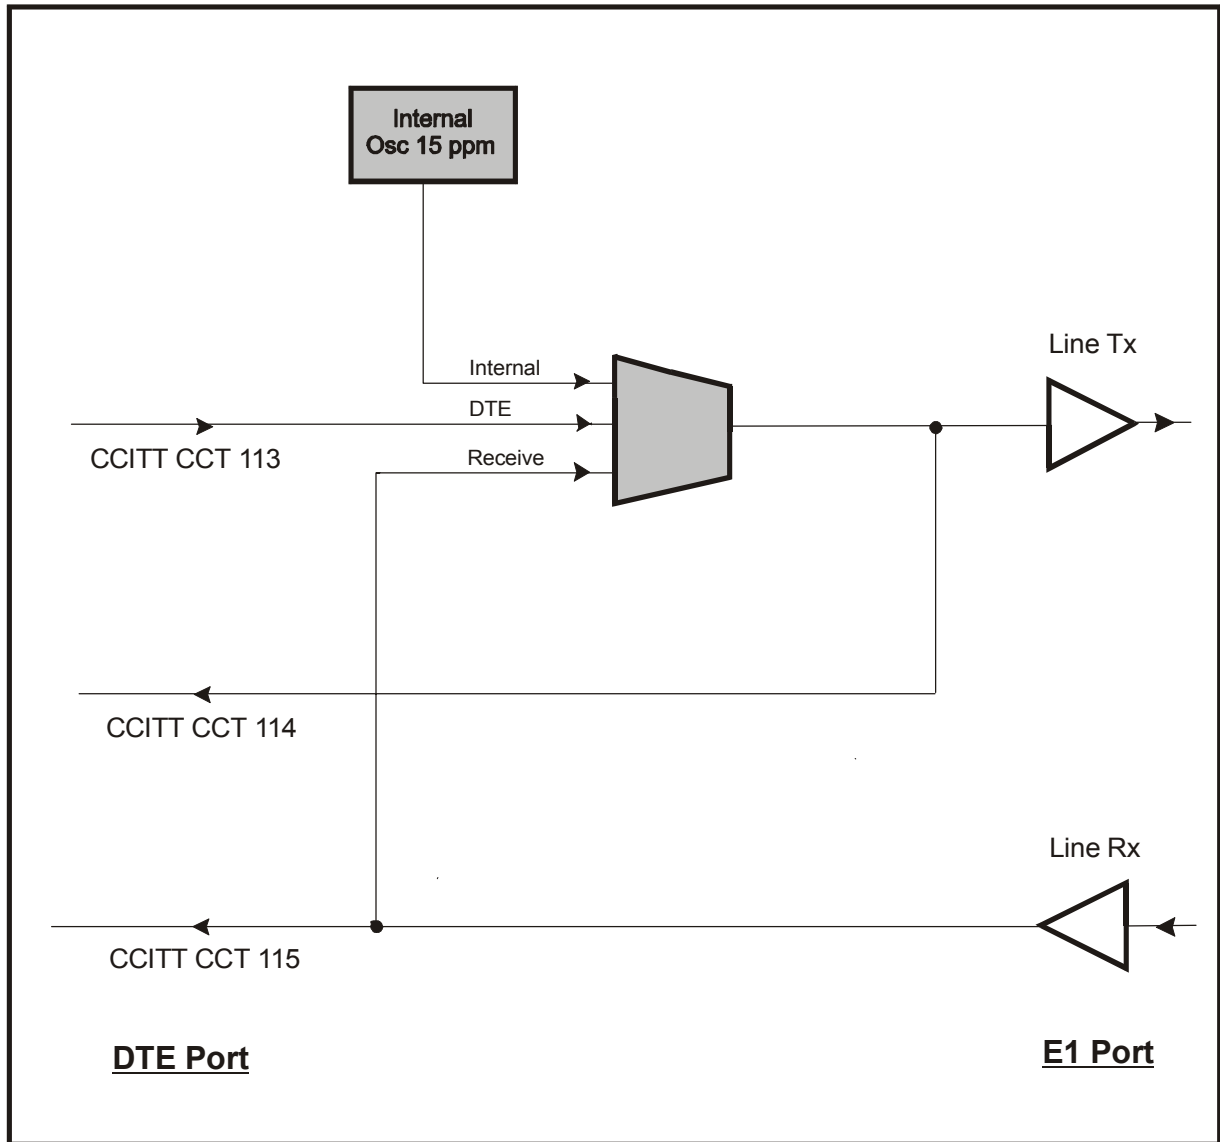 Internal
Osc 15 ppm
Line Tx
Internal
DTE
CCITT CCT 113
Receive
CCITT CCT 114
Line Rx
CCITT CCT 115
DTE Port
E1 Port